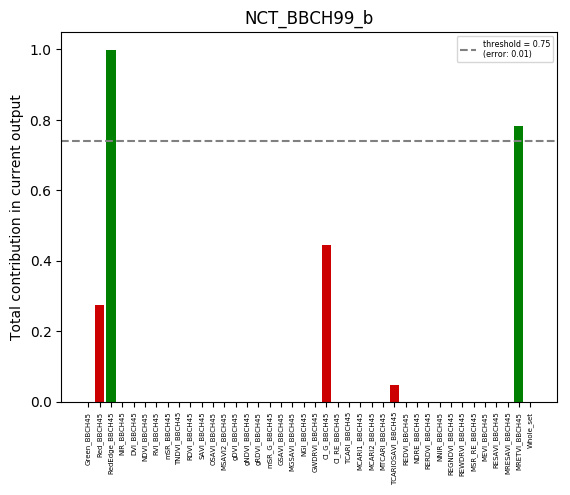 NCT_BBCH99_b
Total contribution in current output
1.0
0.8
0.6
0.4
0.2
0.0
threshold = 0.75
(error: 0.01)
Green_BBCH45
Red_BBCH45
RedEdge_BBCH45
NIR_BBCH45
DVI_BBCH45
NDVI_BBCH45
RVI_BBCH45
mSR_BBCH45
TNDVI_BBCH45
RDVI_BBCH45
SAVI_BBCH45
OSAVI_BBCH45
MSAVI2_BBCH45
gDVI_BBCH45
gNDVI_BBCH45
gRDVI_BBCH45
mSR_G_BBCH45
GSAVI_BBCH45
MGSAVI_BBCH45
NGI_BBCH45
GWDRVI_BBCH45
CI_G_BBCH45
CI_RE_BBCH45
TCARI_BBCH45
MCARI1_BBCH45
MCARI2_BBCH45
MTCARI_BBCH45
TCARIOSAVI_BBCH45
REDVI_BBCH45
NDRE_BBCH45
RERDVI_BBCH45
NNIR_BBCH45
REGNDVI_BBCH45
REWDRVI_BBCH45
MSR_RE_BBCH45
MEVI_BBCH45
RESAVI_BBCH45
MRESAVI_BBCH45
MRETVI_BBCH45
whole_set